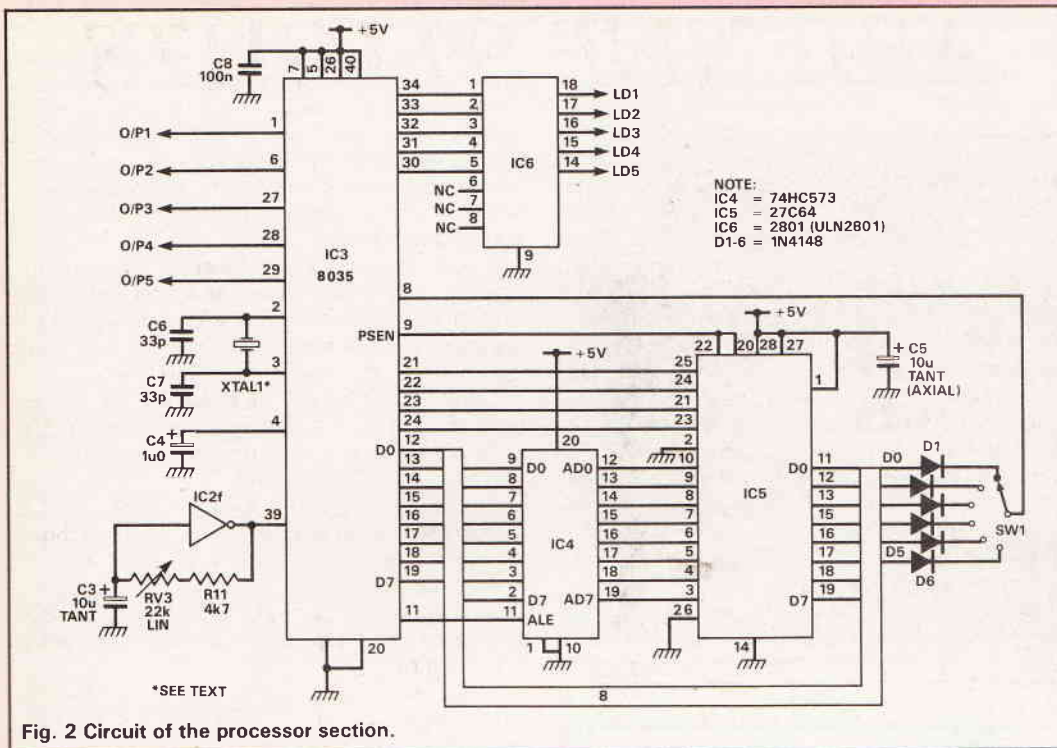 +5V
C8
100n
7
5
26
40
34
33
32
31
30
1
2
3
4
5
6
7
8
NC
NC
NC
IC6
18
17
16
15
14
LD1
LD2
LD3
LD4
LD5
9
NOTE:
IC4 = 74HC573
IC5 = 27C64
IC6 = 2801 (ULN2801)
D1-6 = 1N4148
O/P1
1
O/P2
6
O/P3
27
O/P4
28
O/P5
29
IC3
8035
2
C6
33p
3
C7
33p
XTAL1*
4
C4 +
1u0
IC2f
39
C3 +
10u
TANT
RV3
22k
LIN
R11
4k7
8
PSEN
9
21
22
23
24
12
D0
13
14
15
16
17
18
19
D7
11
20
+5V
20
9
8
7
6
5
4
3
2
11
D0
D7
ALE
AD0
AD7
IC4
12
13
14
15
16
17
18
19
1
10
+5V
22
20
28
27
1
25
24
21
23
2
10
9
8
7
6
5
4
3
26
IC5
14
+ C5
10u
TANT
(AXIAL)
D0
11
12
13
15
16
17
18
D7
19
D0
D1
D5
D6
SW1
8
*SEE TEXT
Fig. 2 Circuit of the processor section.